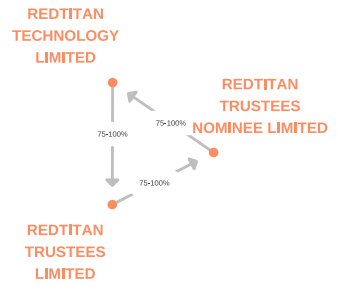 REDTITAN
TECHNOLOGY
LIMITED
REDTITAN
TRUSTEES
NOMINEE LIMITED
75-100%
75-100%
75-100%
REDTITAN
TRUSTEES
LIMITED